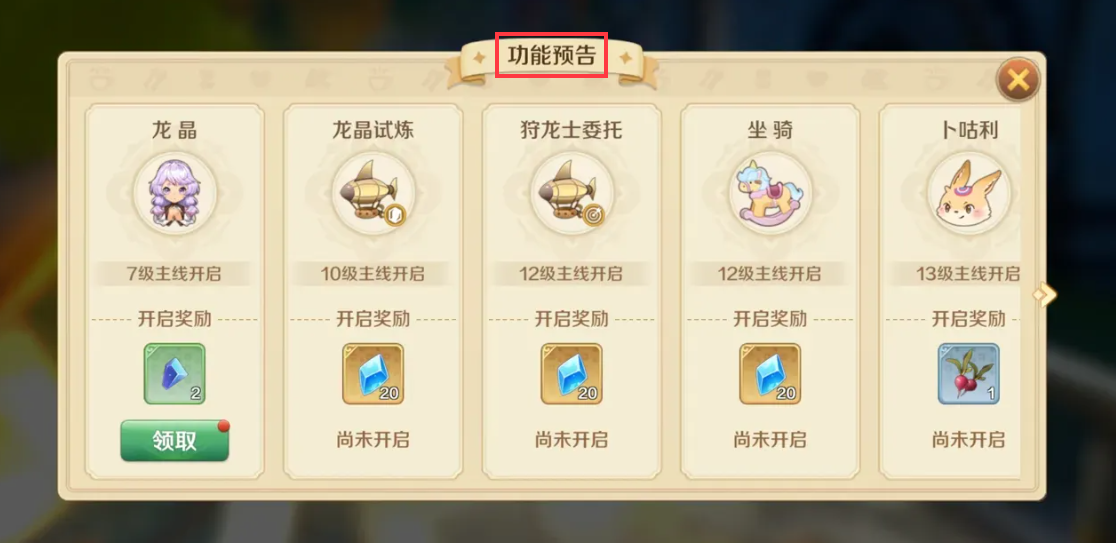 功能预告
龙晶
龙晶试炼
狩龙士委托
坐骑
卜咕利
7级主线开启
10级主线开启
12级主线开启
12级主线开启
13级主线开启
开启奖励
开启奖励
开启奖励
开启奖励
开启奖励
2
20
20
20
1
领取
尚未开启
尚未开启
尚未开启
尚未开启